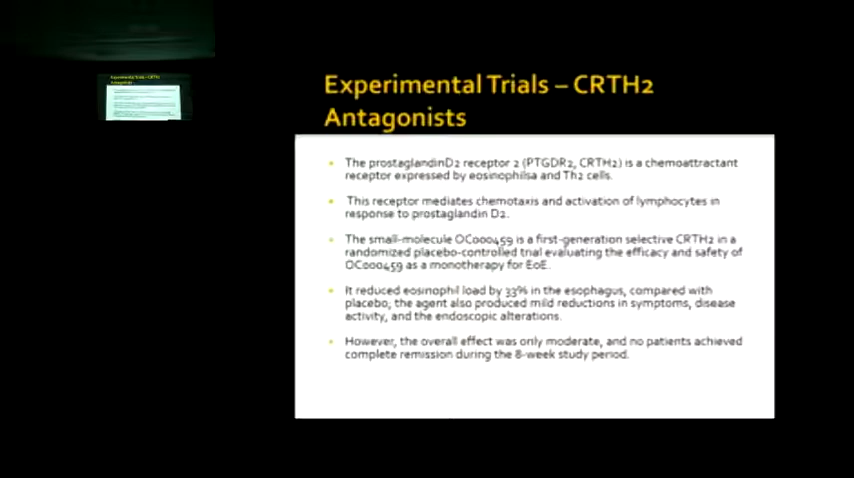 Experimental Trials – CRTH2
Antagonists
The prostaglandinD2 receptor 2 (PTGDR2, CRTH2) is a chemoattractant
receptor expressed by eosinophilsa and Th2 cells.
This receptor mediates chemotaxis and activation of lymphocytes in
response to prostaglandin D2.
The small-molecule OC000459 is a first-generation selective CRTH2 in a
randomized placebo-controlled trial evaluating the efficacy and safety of
OC000459 as a monotherapy for EoE.
It reduced eosinophil load by 33% in the esophagus, compared with
placebo; the agent also produced mild reductions in symptoms, disease
activity, and the endoscopic alterations.
However, the overall effect was only moderate, and no patients achieved
complete remission during the 8-week study period.